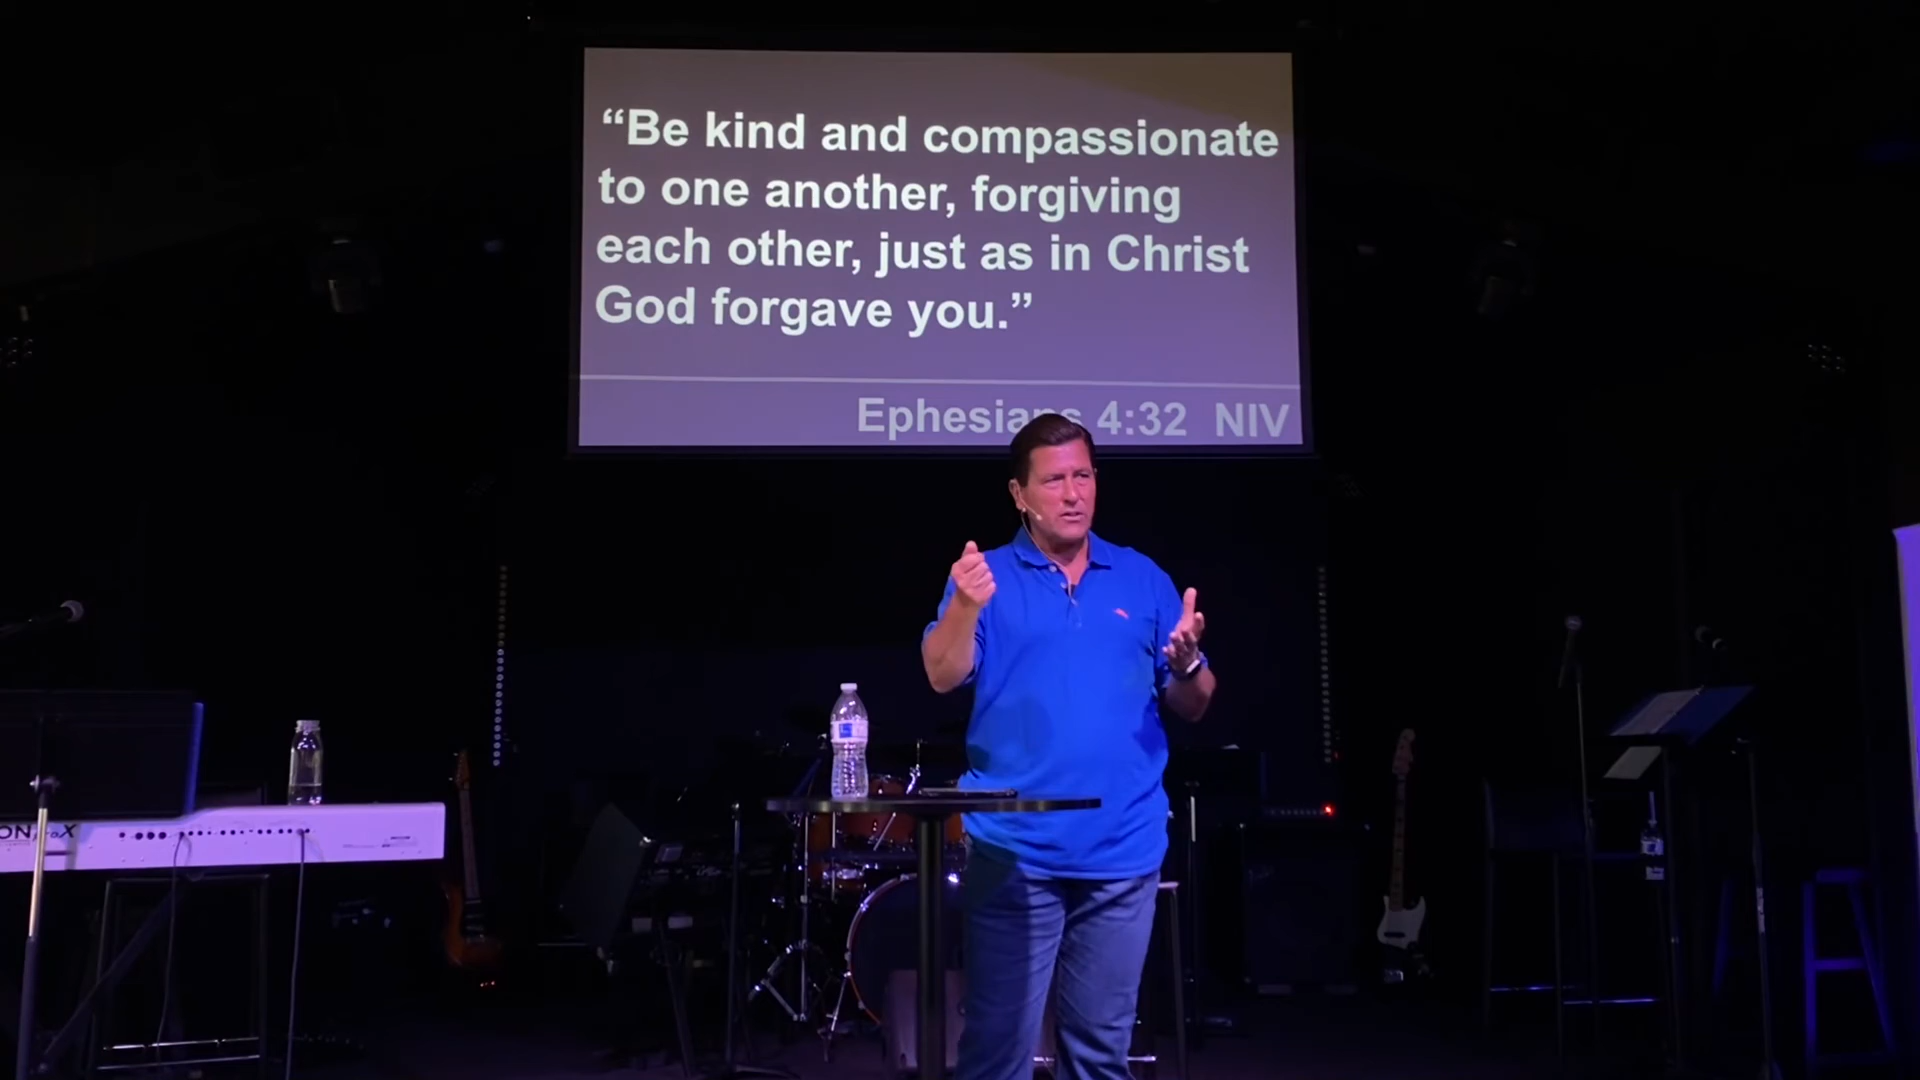 “Be kind and compassionate
to one another, forgiving
each other, just as in Christ
God forgave you.”
Ephesians 4:32 NIV